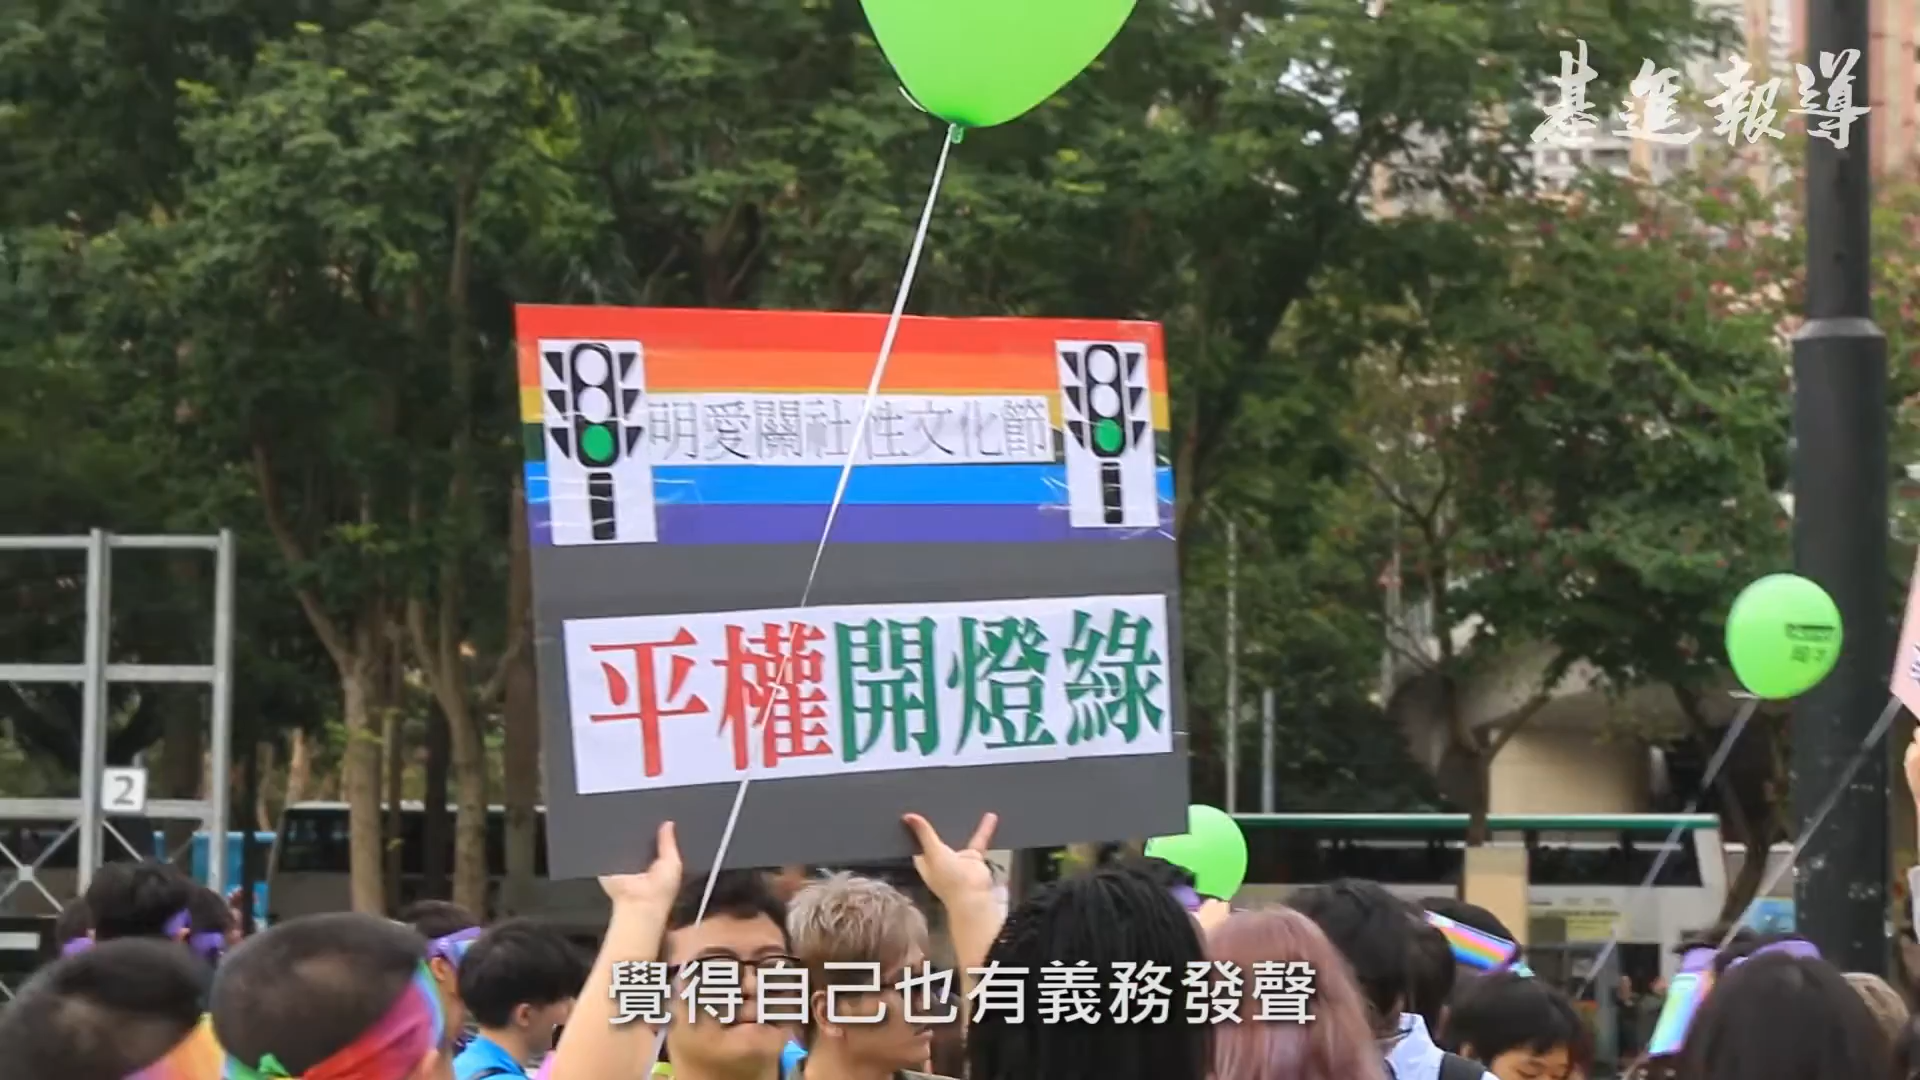 基進報導
明愛關社性文化節
平權開燈綠
2
覺得自己也有義務發聲